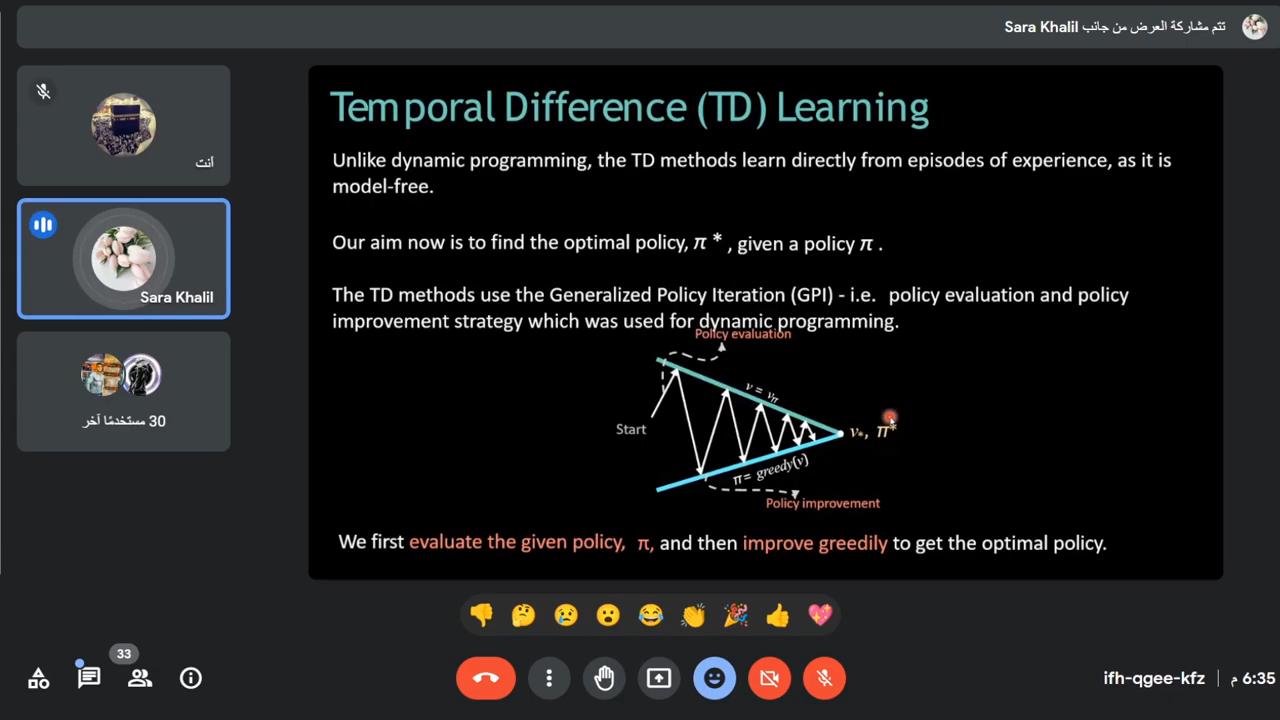 تتم مشاركة العرض من جانب Sara Khalil
أنت
Sara Khalil
30 مستخدمًا آخر
Temporal Difference (TD) Learning
Unlike dynamic programming, the TD methods learn directly from episodes of experience, as it is
model-free.
Our aim now is to find the optimal policy, π *, given a policy π .
The TD methods use the Generalized Policy Iteration (GPI) - i.e. policy evaluation and policy
improvement strategy which was used for dynamic programming.
Policy evaluation
v = vπ
Start
v*, π*
π = greedy(v)
Policy improvement
We first evaluate the given policy, π, and then improve greedily to get the optimal policy.
33
ifh-qgee-kfz | 6:35 م